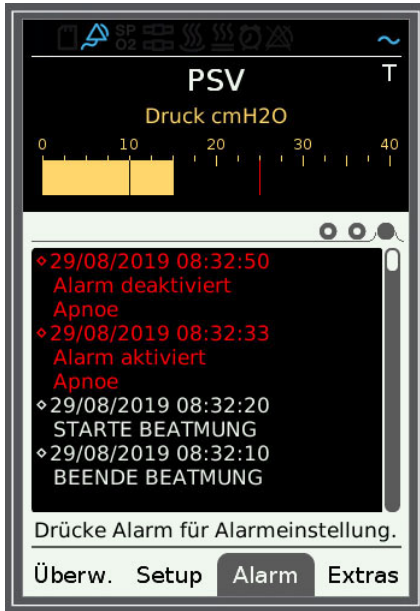 SP
O2
PSV
T
Druck cmH2O
0 10 20 30 40
29/08/2019 08:32:50
Alarm deaktiviert
Apnoe
29/08/2019 08:32:33
Alarm aktiviert
Apnoe
29/08/2019 08:32:20
STARTE BEATMUNG
29/08/2019 08:32:10
BEENDE BEATMUNG
Drücke Alarm für Alarmeinstellung.
Überw. Setup Alarm Extras